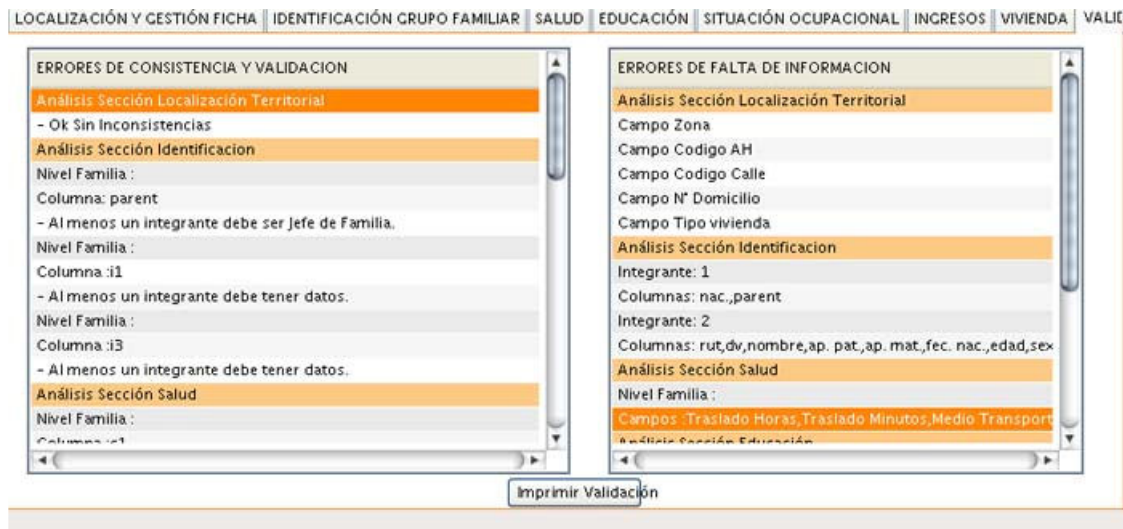 LOCALIZACIÓN Y GESTIÓN FICHA IDENTIFICACIÓN GRUPO FAMILIAR SALUD EDUCACIÓN SITUACIÓN OCUPACIONAL INGRESOS VIVIENDA VALID
ERRORES DE CONSISTENCIA Y VALIDACION
Análisis Sección Localización Territorial
- Ok Sin Inconsistencias
Análisis Sección Identificacion
Nivel Familia :
Columna: parent
- Al menos un integrante debe ser Jefe de Familia.
Nivel Familia :
Columna :i1
- Al menos un integrante debe tener datos.
Nivel Familia :
Columna :i3
- Al menos un integrante debe tener datos.
Análisis Sección Salud
Nivel Familia :
Columna :c1
ERRORES DE FALTA DE INFORMACION
Análisis Sección Localización Territorial
Campo Zona
Campo Codigo AH
Campo Codigo Calle
Campo N° Domicilio
Campo Tipo vivienda
Análisis Sección Identificacion
Integrante: 1
Columnas: nac.,parent
Integrante: 2
Columnas: rut,dv,nombre,ap. pat.,ap. mat.,fec. nac.,edad,sex
Análisis Sección Salud
Nivel Familia :
Campos :Traslado Horas,Traslado Minutos,Medio Transport
Análisis Sección Educación
Imprimir Validación